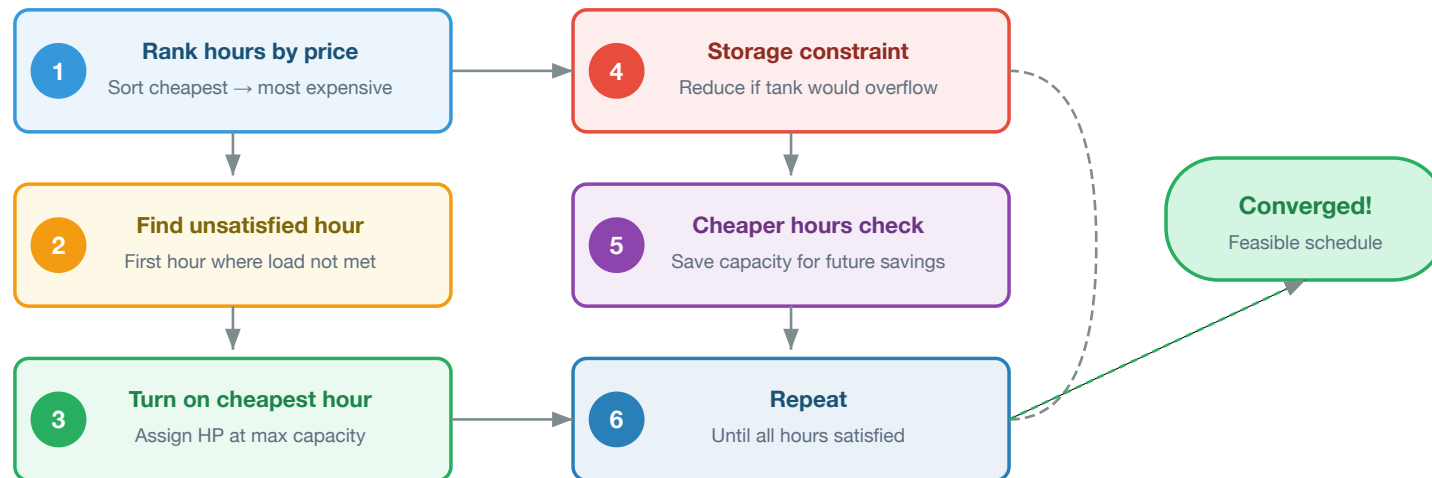 1
Rank hours by price
Sort cheapest → most expensive
2
Find unsatisfied hour
First hour where load not met
3
Turn on cheapest hour
Assign HP at max capacity
4
Storage constraint
Reduce if tank would overflow
5
Cheaper hours check
Save capacity for future savings
6
Repeat
Until all hours satisfied
Converged!
Feasible schedule